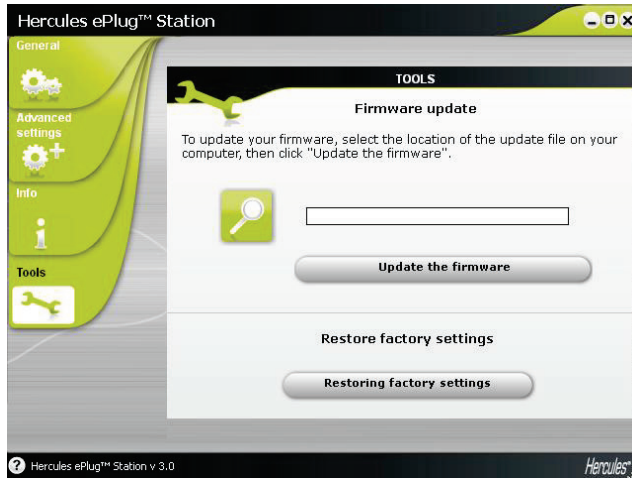 Hercules ePlug™ Station
General
Advanced
settings
Info
Tools
TOOLS
Firmware update
To update your firmware, select the location of the update file on your
computer, then click "Update the firmware".
Update the firmware
Restore factory settings
Restoring factory settings
? Hercules ePlug™ Station v 3.0
Hercules®